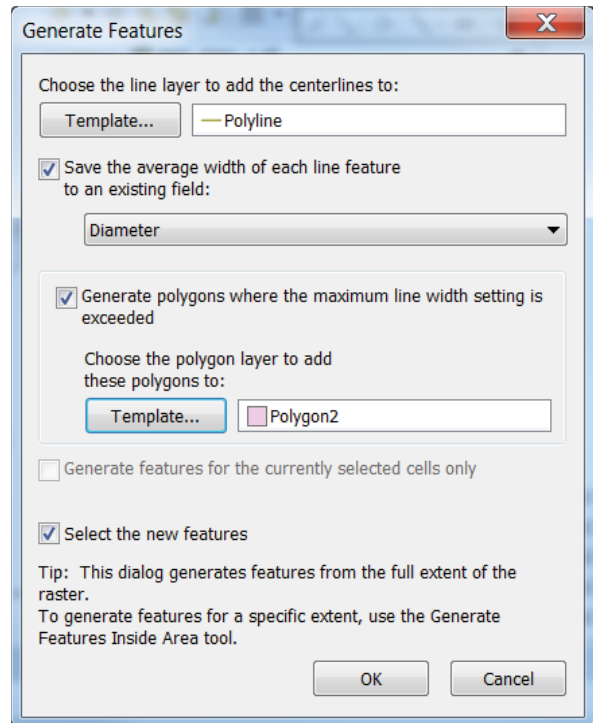 Generate Features
X
Choose the line layer to add the centerlines to:
Template... Polyline
Save the average width of each line feature
to an existing field:
Diameter
Generate polygons where the maximum line width setting is
exceeded
Choose the polygon layer to add
these polygons to:
Template... Polygon2
Generate features for the currently selected cells only
Select the new features
Tip: This dialog generates features from the full extent of the
raster.
To generate features for a specific extent, use the Generate
Features Inside Area tool.
OK Cancel